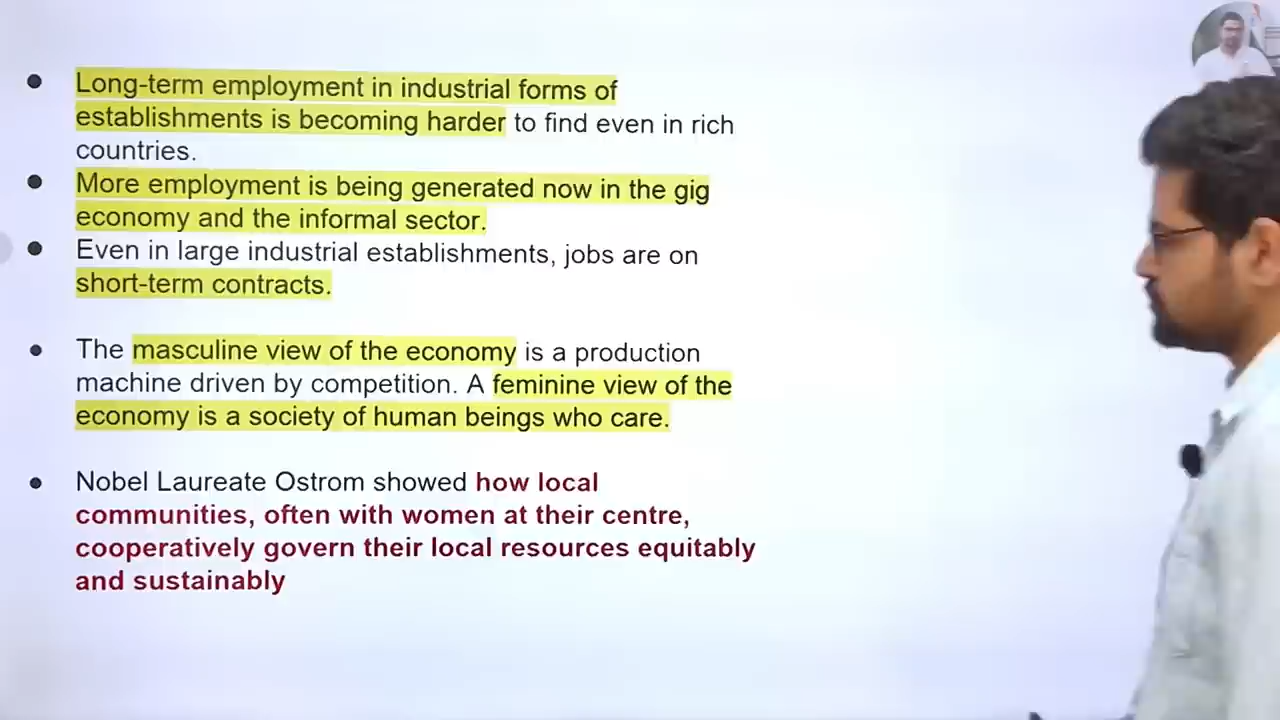 Long-term employment in industrial forms of
establishments is becoming harder to find even in rich
countries.
More employment is being generated now in the gig
economy and the informal sector.
Even in large industrial establishments, jobs are on
short-term contracts.
The masculine view of the economy is a production
machine driven by competition. A feminine view of the
economy is a society of human beings who care.
Nobel Laureate Ostrom showed how local
communities, often with women at their centre,
cooperatively govern their local resources equitably
and sustainably